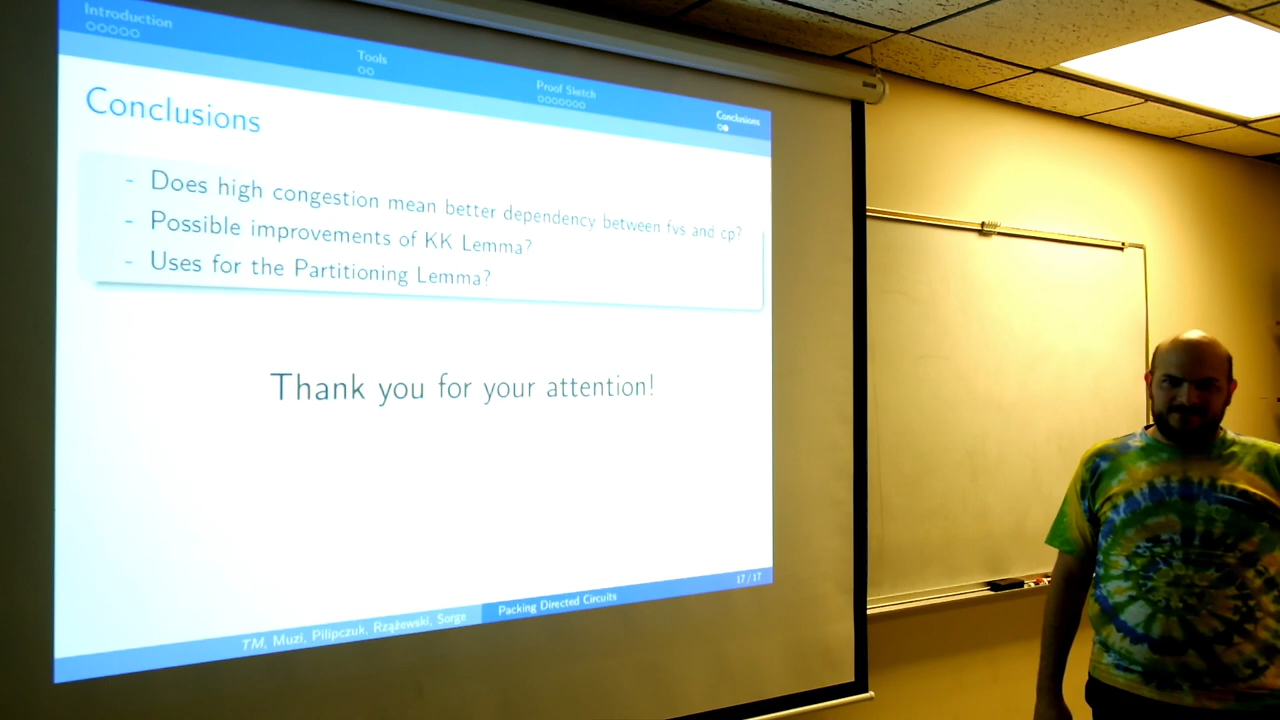 Introduction
Tools
Proof Sketch
Conclusions
Conclusions
- Does high congestion mean better dependency between fvs and cp?
- Possible improvements of KK Lemma?
- Uses for the Partitioning Lemma?
Thank you for your attention!
17 / 17
TM, Muzi, Pilipczuk, Rzążewski, Sorge
Packing Directed Circuits